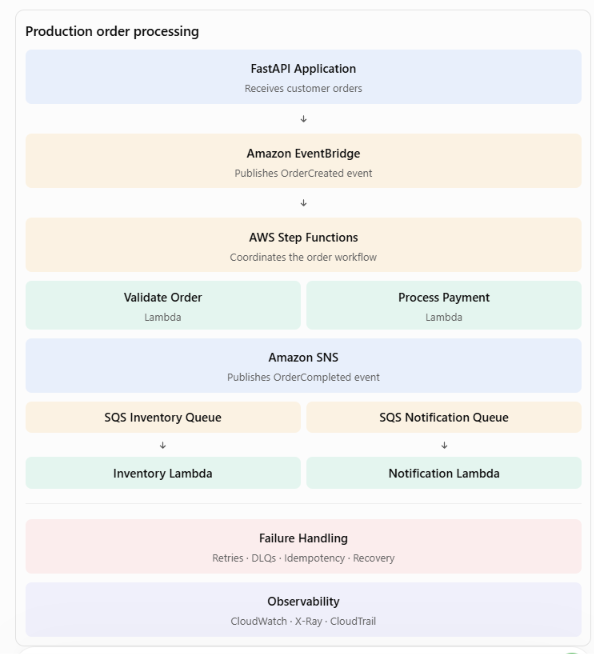 Production order processing
FastAPI Application
Receives customer orders
↓
Amazon EventBridge
Publishes OrderCreated event
↓
AWS Step Functions
Coordinates the order workflow
Validate Order
Lambda
Process Payment
Lambda
Amazon SNS
Publishes OrderCompleted event
SQS Inventory Queue
SQS Notification Queue
↓
↓
Inventory Lambda
Notification Lambda
Failure Handling
Retries · DLQs · Idempotency · Recovery
Observability
CloudWatch · X-Ray · CloudTrail